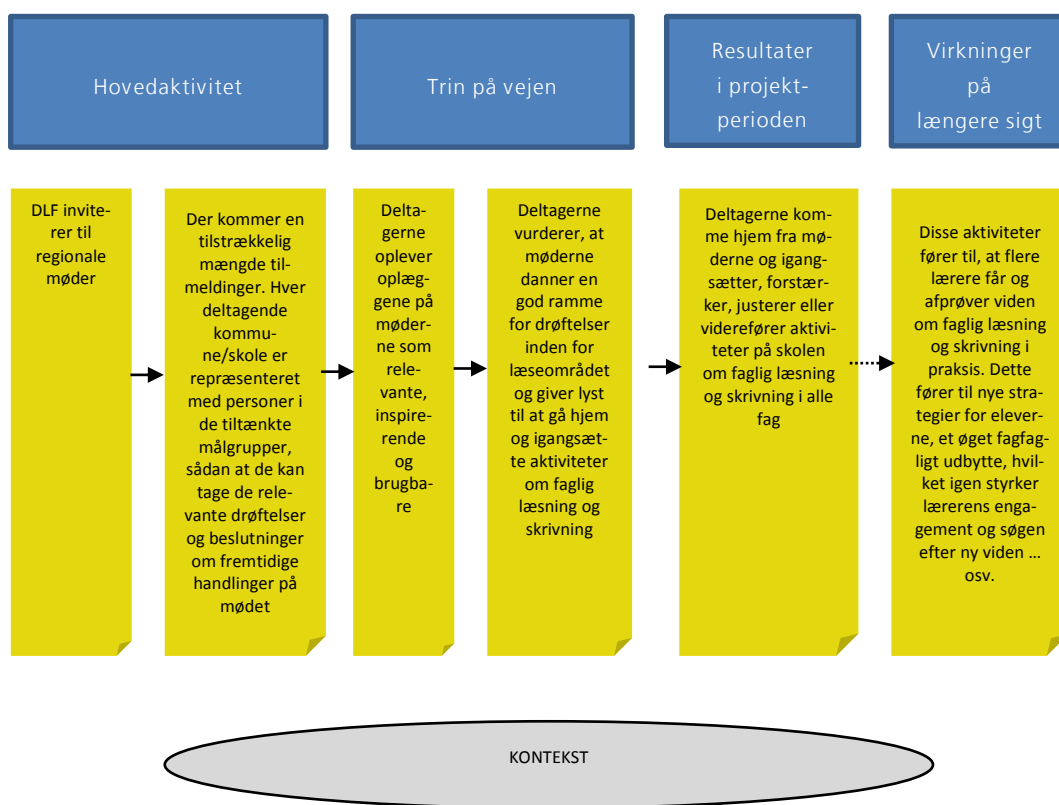 Hovedaktivitet
Trin på vejen
Resultater
i projekt-
perioden
Virkninger
på
længere sigt
DLF invite-
rer til
regionale
møder
Der kommer en
tilstrækkelig
mængde til-
meldinger. Hver
deltagende
kommu-
ne/skole er
repræsenteret
med personer i
de tiltænkte
målgrupper,
sådan at de kan
tage de rele-
vante drøftelser
og beslutninger
om fremtidige
handlinger på
mødet
Delta-
gerne
oplever
oplæg-
gene på
møder-
ne som
rele-
vante,
inspire-
rende
og
brugba-
re
Deltagerne
vurderer, at
møderne
danner en
god ramme
for drøftelser
inden for
læseområdet
og giver lyst
til at gå hjem
og igangsæt-
te aktiviteter
om faglig
læsning og
skrivning
Deltagerne kom-
me hjem fra mø-
derne og igang-
sætter, forstær-
ker, justerer eller
viderefører aktivi-
teter på skolen
om faglig læsning
og skrivning i alle
fag
Disse aktiviteter
fører til, at flere
lærere får og
afprøver viden
om faglig læsning
og skrivning i
praksis. Dette
fører til nye stra-
tegier for elever-
ne, et øget fagfag-
ligt udbytte, hvil-
ket igen styrker
lærerens enga-
gement og søgen
efter ny viden …
osv.
KONTEKST